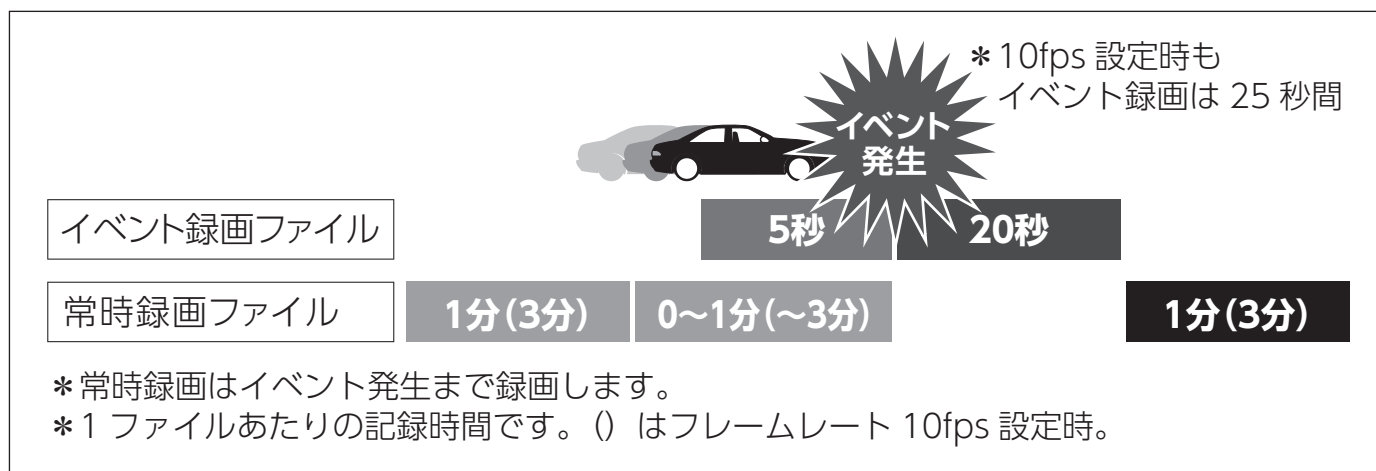 ＊10fps 設定時も
イベント録画は 25 秒間
イベント
発生
イベント録画ファイル
5秒
20秒
常時録画ファイル
1分(3分)
0〜1分(〜3分)
1分(3分)
＊常時録画はイベント発生まで録画します。
＊1 ファイルあたりの記録時間です。() はフレームレート 10fps 設定時。